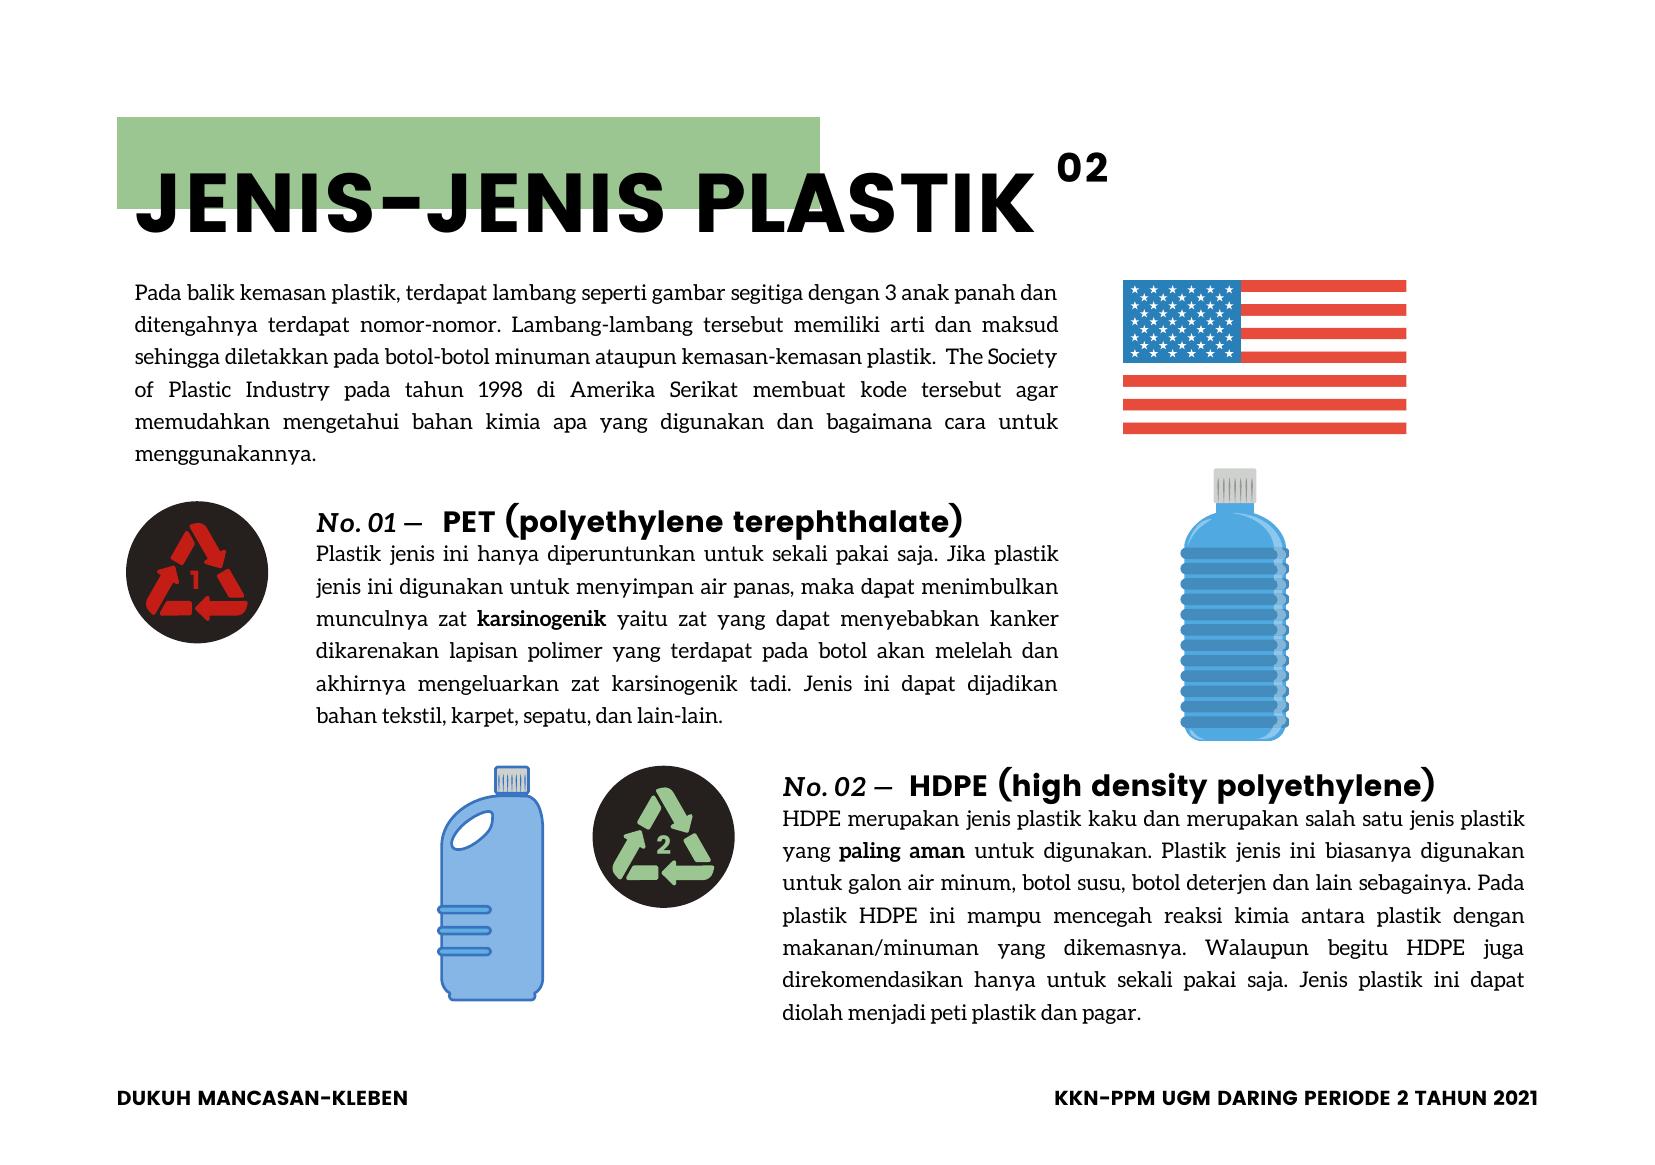 JENIS-JENIS PLASTIK 02
Pada balik kemasan plastik, terdapat lambang seperti gambar segitiga dengan 3 anak panah dan
ditengahnya terdapat nomor-nomor. Lambang-lambang tersebut memiliki arti dan maksud
sehingga diletakkan pada botol-botol minuman ataupun kemasan-kemasan plastik. The Society
of Plastic Industry pada tahun 1998 di Amerika Serikat membuat kode tersebut agar
memudahkan mengetahui bahan kimia apa yang digunakan dan bagaimana cara untuk
menggunakannya.
1
No. 01 — PET (polyethylene terephthalate)
Plastik jenis ini hanya diperuntunkan untuk sekali pakai saja. Jika plastik
jenis ini digunakan untuk menyimpan air panas, maka dapat menimbulkan
munculnya zat karsinogenik yaitu zat yang dapat menyebabkan kanker
dikarenakan lapisan polimer yang terdapat pada botol akan melelah dan
akhirnya mengeluarkan zat karsinogenik tadi. Jenis ini dapat dijadikan
bahan tekstil, karpet, sepatu, dan lain-lain.
2
No. 02 — HDPE (high density polyethylene)
HDPE merupakan jenis plastik kaku dan merupakan salah satu jenis plastik
yang paling aman untuk digunakan. Plastik jenis ini biasanya digunakan
untuk galon air minum, botol susu, botol deterjen dan lain sebagainya. Pada
plastik HDPE ini mampu mencegah reaksi kimia antara plastik dengan
makanan/minuman yang dikemasnya. Walaupun begitu HDPE juga
direkomendasikan hanya untuk sekali pakai saja. Jenis plastik ini dapat
diolah menjadi peti plastik dan pagar.
DUKUH MANCASAN-KLEBEN
KKN-PPM UGM DARING PERIODE 2 TAHUN 2021